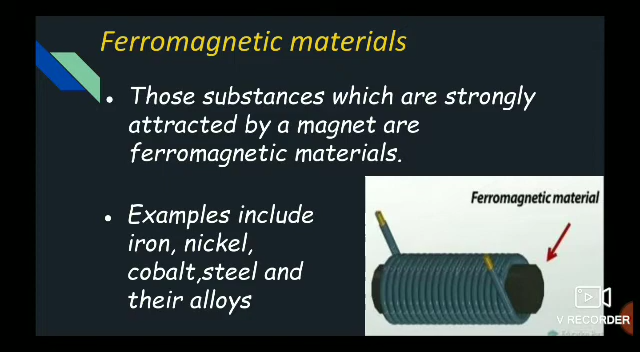 Ferromagnetic materials
Those substances which are strongly
attracted by a magnet are
ferromagnetic materials.
Examples include
iron, nickel,
cobalt,steel and
their alloys
Ferromagnetic material
V RECORDER